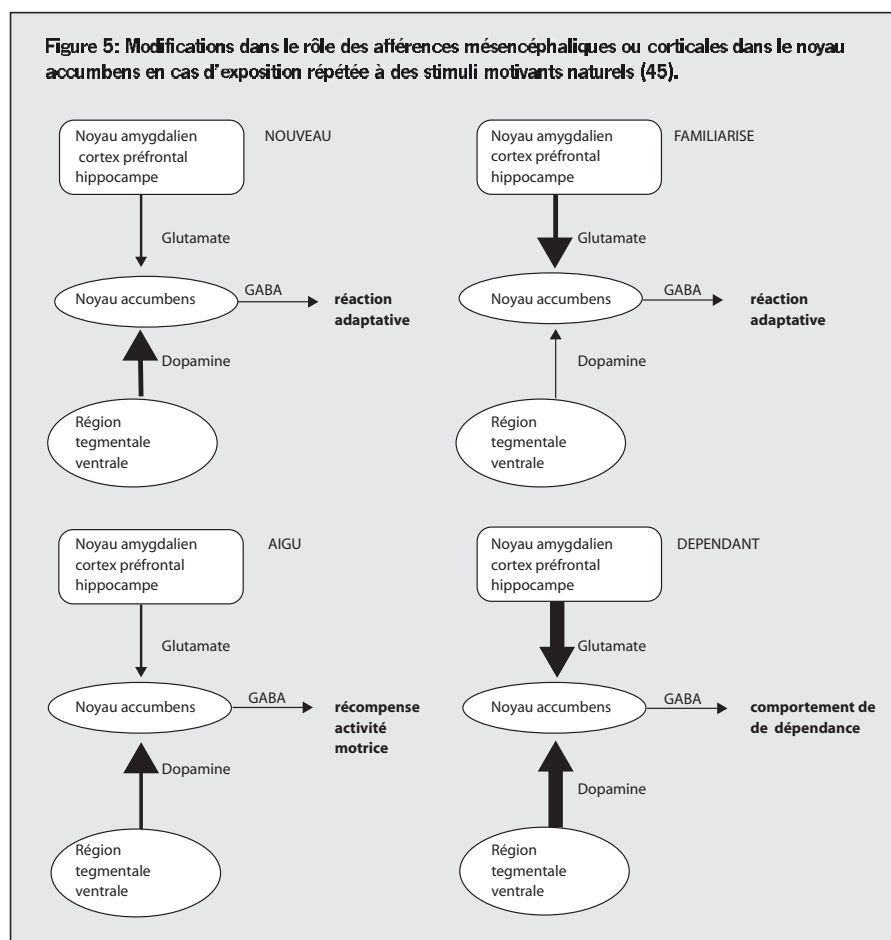 Figure 5: Modifications dans le rôle des afférences mésencéphaliques ou corticales dans le noyau
accumbens en cas d'exposition répétée à des stimuli motivants naturels (45).
Noyau amygdalien
cortex préfrontal
hippocampe
NOUVEAU
Glutamate
Noyau accumbens
GABA
réaction
adaptative
Dopamine
Région
tegmentale
ventrale
Noyau amygdalien
cortex préfrontal
hippocampe
FAMILIARISE
Glutamate
Noyau accumbens
GABA
réaction
adaptative
Dopamine
Région
tegmentale
ventrale
Noyau amygdalien
cortex préfrontal
hippocampe
AIGU
Glutamate
Noyau accumbens
GABA
récompense
activité
motrice
Dopamine
Région
tegmentale
ventrale
Noyau amygdalien
cortex préfrontal
hippocampe
DEPENDANT
Glutamate
Noyau accumbens
GABA
comportement de
de dépendance
Dopamine
Région
tegmentale
ventrale